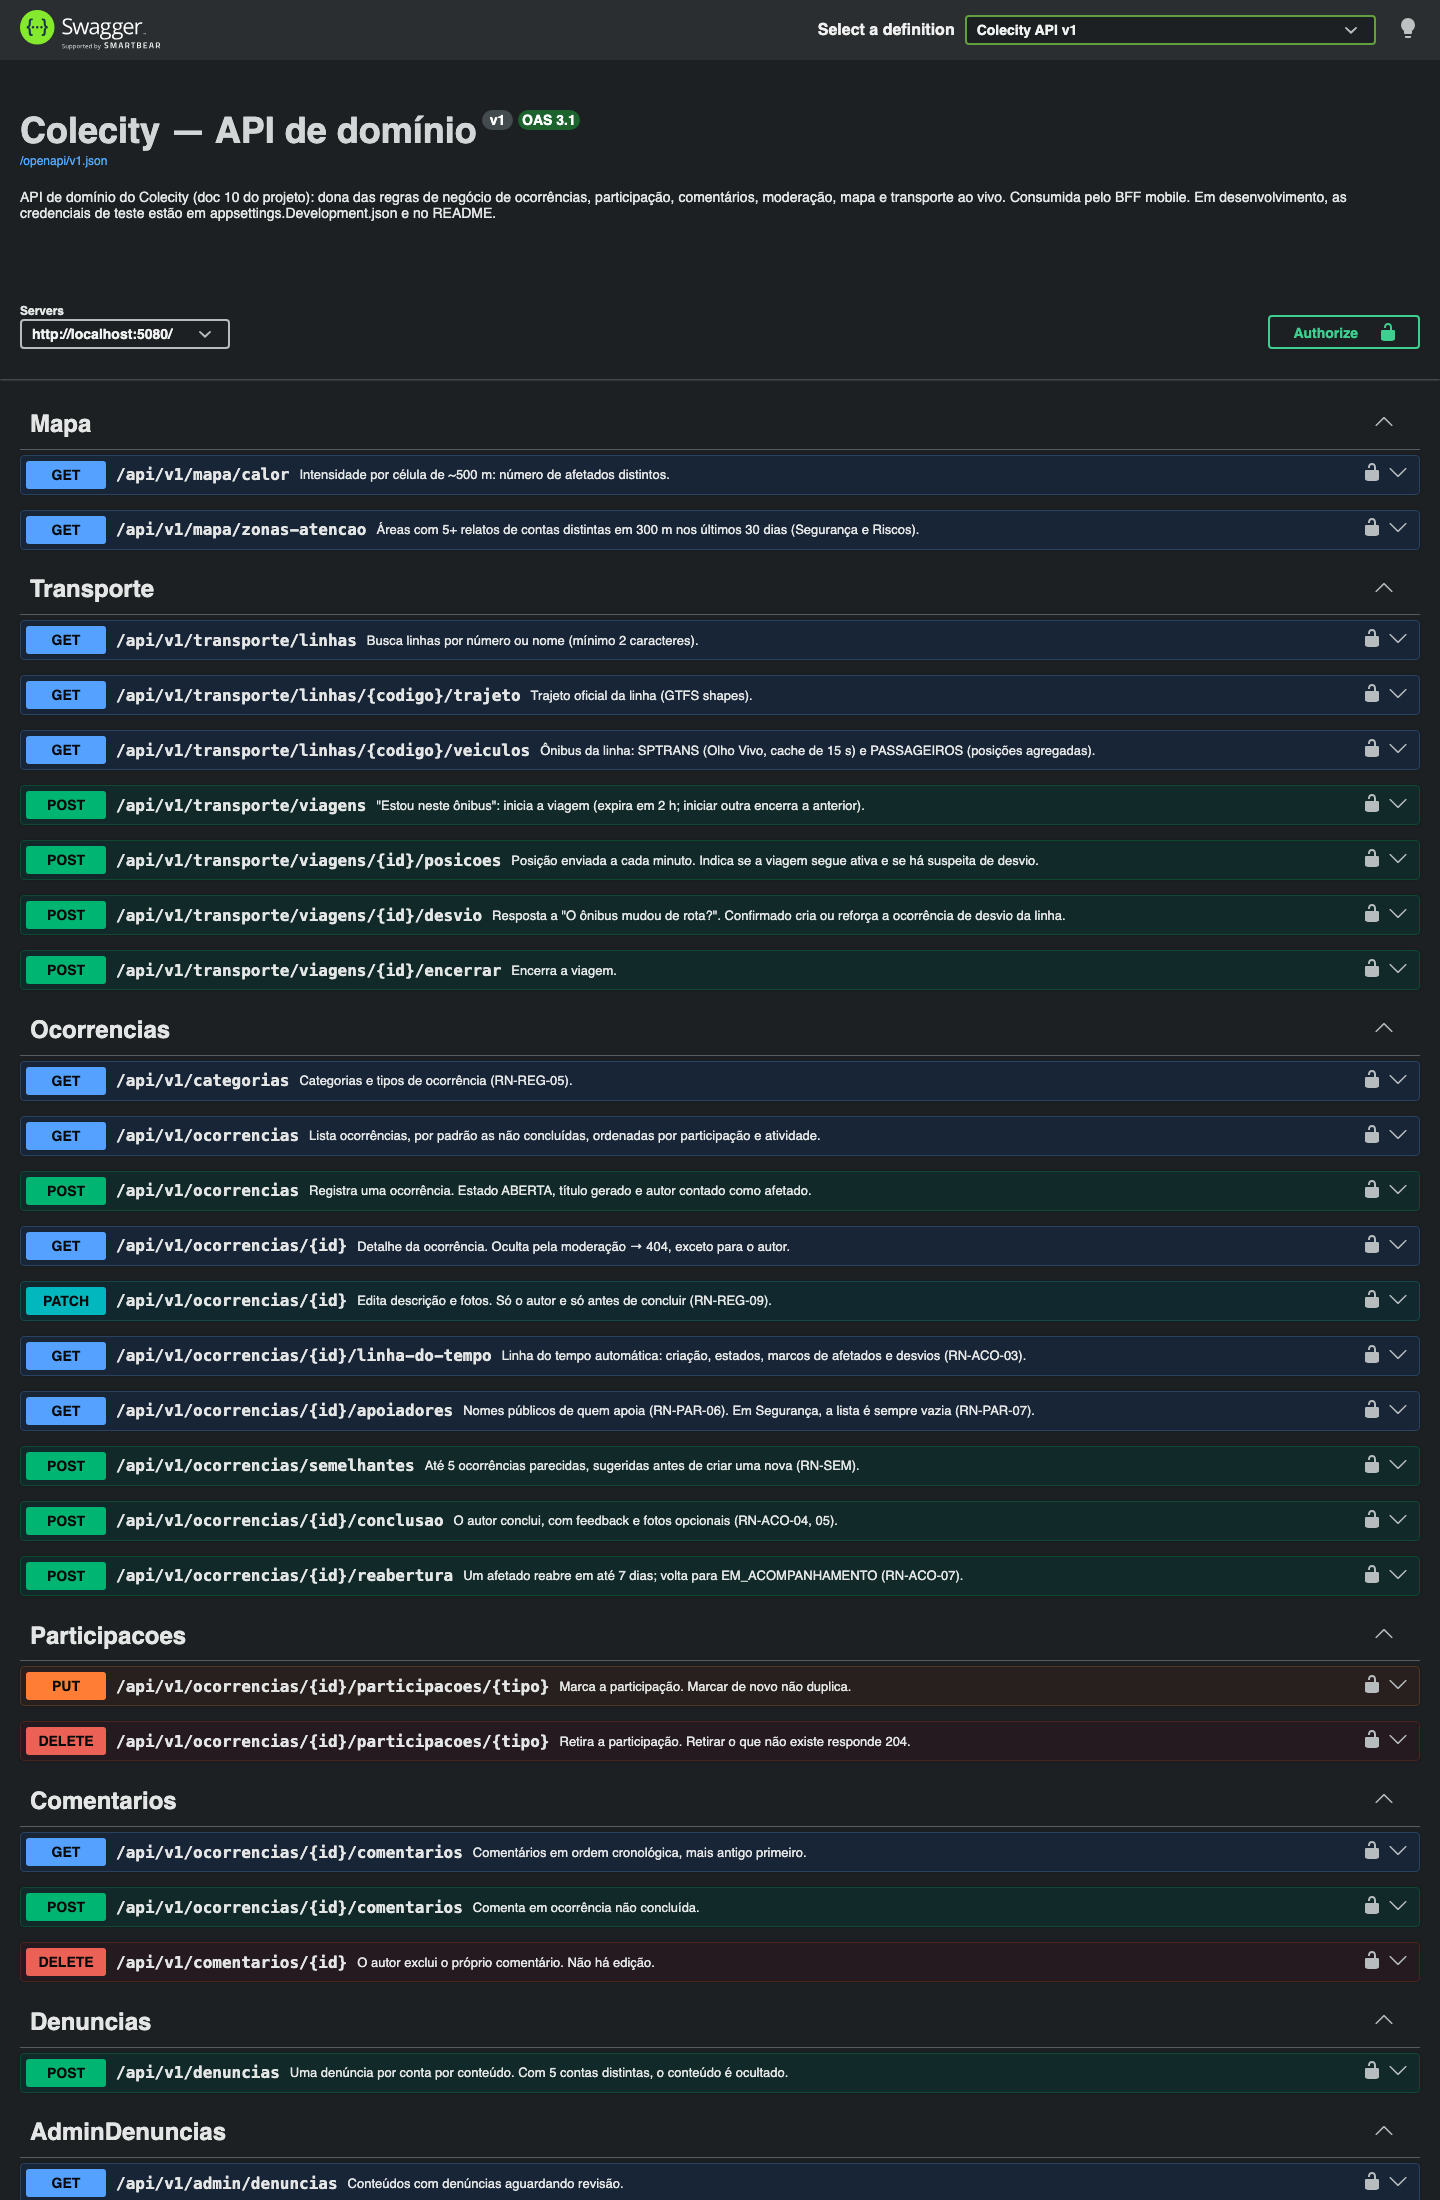 Swagger.
Supported by SMARTBEAR
Select a definition
Colecity API v1
Colecity — API de domínio v1 OAS 3.1
/openapi/v1.json
API de domínio do Colecity (doc 10 do projeto): dona das regras de negócio de ocorrências, participação, comentários, moderação, mapa e transporte ao vivo. Consumida pelo BFF mobile. Em desenvolvimento, as
credenciais de teste estão em appsettings.Development.json e no README.
Servers
http://localhost:5080/
Authorize
Mapa
GET /api/v1/mapa/calor Intensidade por célula de ~500 m: número de afetados distintos.
GET /api/v1/mapa/zonas-atencao Áreas com 5+ relatos de contas distintas em 300 m nos últimos 30 dias (Segurança e Riscos).
Transporte
GET /api/v1/transporte/linhas Busca linhas por número ou nome (mínimo 2 caracteres).
GET /api/v1/transporte/linhas/{codigo}/trajeto Trajeto oficial da linha (GTFS shapes).
GET /api/v1/transporte/linhas/{codigo}/veiculos Ônibus da linha: SPTRANS (Olho Vivo, cache de 15 s) e PASSAGEIROS (posições agregadas).
POST /api/v1/transporte/viagens "Estou neste ônibus": inicia a viagem (expira em 2 h; iniciar outra encerra a anterior).
POST /api/v1/transporte/viagens/{id}/posicoes Posição enviada a cada minuto. Indica se a viagem segue ativa e se há suspeita de desvio.
POST /api/v1/transporte/viagens/{id}/desvio Resposta a "O ônibus mudou de rota?". Confirmado cria ou reforça a ocorrência de desvio da linha.
POST /api/v1/transporte/viagens/{id}/encerrar Encerra a viagem.
Ocorrencias
GET /api/v1/categorias Categorias e tipos de ocorrência (RN-REG-05).
GET /api/v1/ocorrencias Lista ocorrências, por padrão as não concluídas, ordenadas por participação e atividade.
POST /api/v1/ocorrencias Registra uma ocorrência. Estado ABERTA, título gerado e autor contado como afetado.
GET /api/v1/ocorrencias/{id} Detalhe da ocorrência. Oculta pela moderação → 404, exceto para o autor.
PATCH /api/v1/ocorrencias/{id} Edita descrição e fotos. Só o autor e só antes de concluir (RN-REG-09).
GET /api/v1/ocorrencias/{id}/linha-do-tempo Linha do tempo automática: criação, estados, marcos de afetados e desvios (RN-ACO-03).
GET /api/v1/ocorrencias/{id}/apoiadores Nomes públicos de quem apoia (RN-PAR-06). Em Segurança, a lista é sempre vazia (RN-PAR-07).
POST /api/v1/ocorrencias/semelhantes Até 5 ocorrências parecidas, sugeridas antes de criar uma nova (RN-SEM).
POST /api/v1/ocorrencias/{id}/conclusao O autor conclui, com feedback e fotos opcionais (RN-ACO-04, 05).
POST /api/v1/ocorrencias/{id}/reabertura Um afetado reabre em até 7 dias; volta para EM_ACOMPANHAMENTO (RN-ACO-07).
Participacoes
PUT /api/v1/ocorrencias/{id}/participacoes/{tipo} Marca a participação. Marcar de novo não duplica.
DELETE /api/v1/ocorrencias/{id}/participacoes/{tipo} Retira a participação. Retirar o que não existe responde 204.
Comentarios
GET /api/v1/ocorrencias/{id}/comentarios Comentários em ordem cronológica, mais antigo primeiro.
POST /api/v1/ocorrencias/{id}/comentarios Comenta em ocorrência não concluída.
DELETE /api/v1/comentarios/{id} O autor exclui o próprio comentário. Não há edição.
Denuncias
POST /api/v1/denuncias Uma denúncia por conta por conteúdo. Com 5 contas distintas, o conteúdo é ocultado.
AdminDenuncias
GET /api/v1/admin/denuncias Conteúdos com denúncias aguardando revisão.